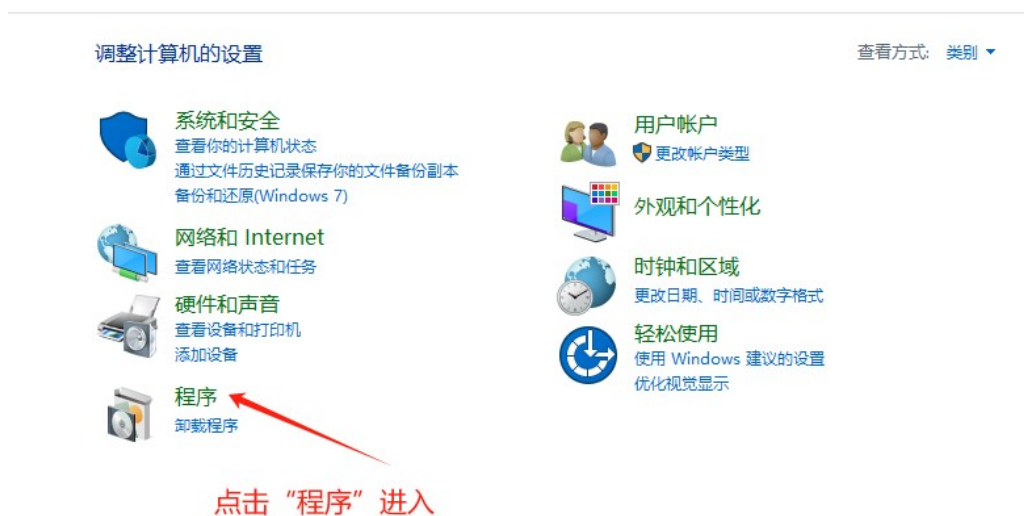 调整计算机的设置
查看方式: 类别
系统和安全
查看你的计算机状态
通过文件历史记录保存你的文件备份副本
备份和还原(Windows 7)
网络和 Internet
查看网络状态和任务
硬件和声音
查看设备和打印机
添加设备
程序
卸载程序
用户帐户
更改帐户类型
外观和个性化
时钟和区域
更改日期、时间或数字格式
轻松使用
使用 Windows 建议的设置
优化视觉显示
点击“程序”进入